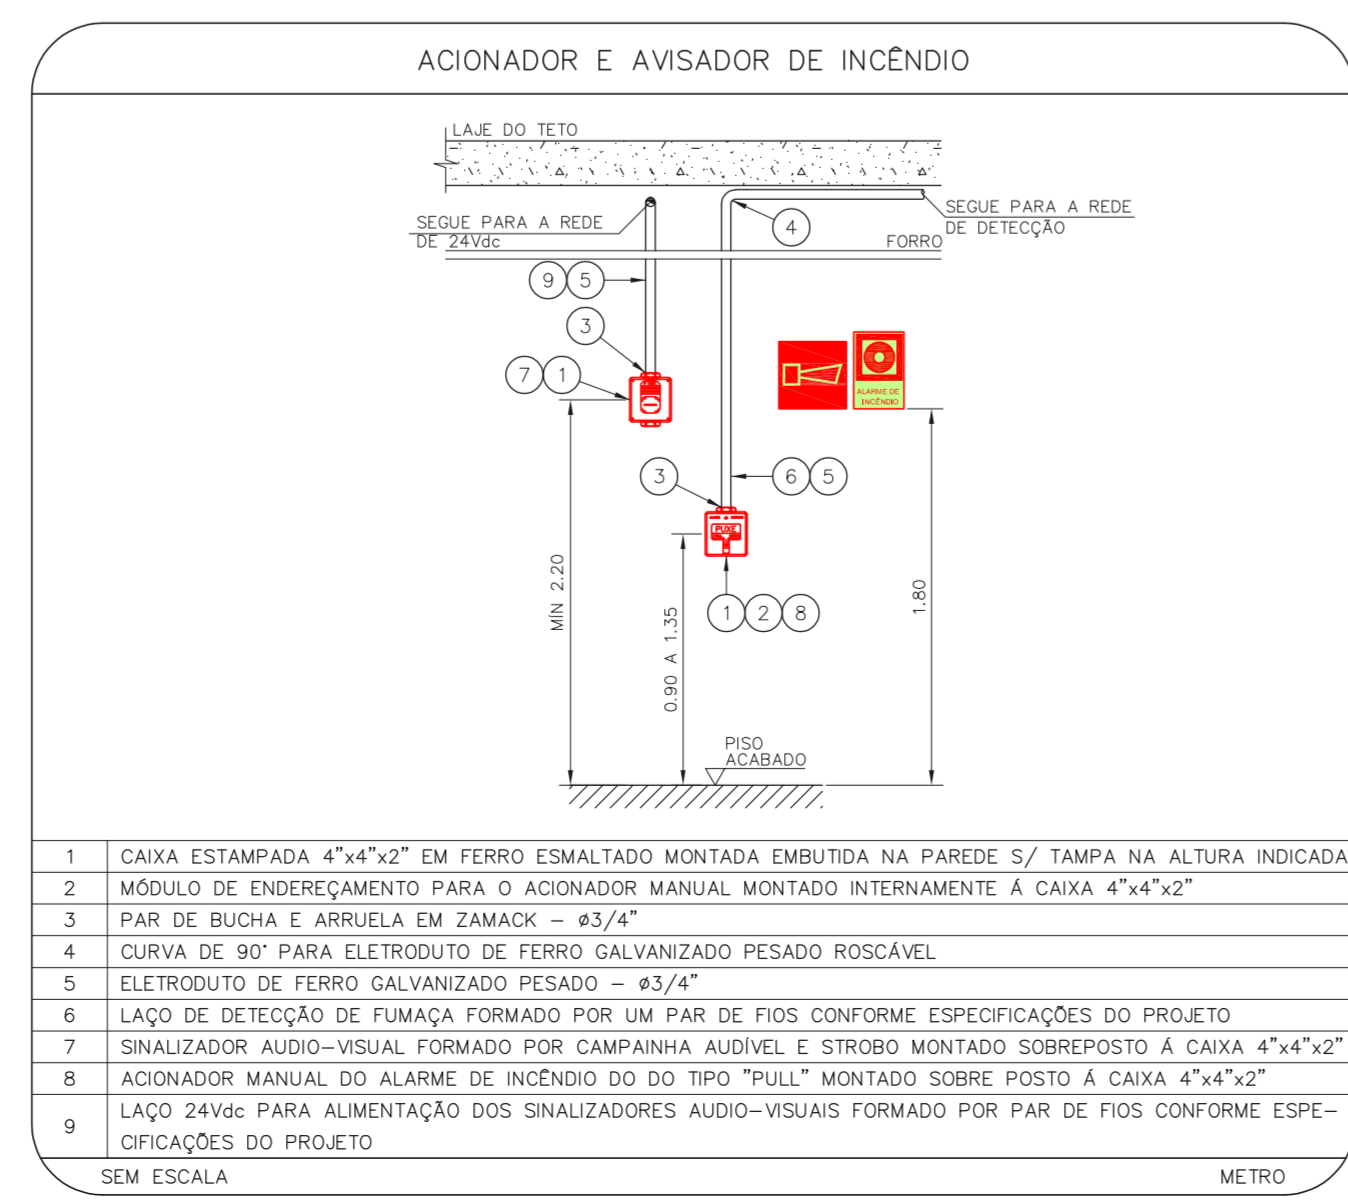 ACIONADOR E AVISADOR DE INCÊNDIO
LAJE DO TETO
SEGUE PARA A REDE
DE 24Vdc
SEGUE PARA A REDE
DE DETECÇÃO
4
FORRO
9 5
3
7 1
ALARME DE
INCÊNDIO
3
6 5
PUXE
1 2 8
MÍN 2.20
0.90 A 1.35
1.80
PISO
ACABADO
1 CAIXA ESTAMPADA 4"x4"x2" EM FERRO ESMALTADO MONTADA EMBUTIDA NA PAREDE S/ TAMPA NA ALTURA INDICADA
2 MÓDULO DE ENDEREÇAMENTO PARA O ACIONADOR MANUAL MONTADO INTERNAMENTE Á CAIXA 4"x4"x2"
3 PAR DE BUCHA E ARRUELA EM ZAMACK – ø3/4"
4 CURVA DE 90° PARA ELETRODUTO DE FERRO GALVANIZADO PESADO ROSCÁVEL
5 ELETRODUTO DE FERRO GALVANIZADO PESADO – ø3/4"
6 LAÇO DE DETECÇÃO DE FUMAÇA FORMADO POR UM PAR DE FIOS CONFORME ESPECIFICAÇÕES DO PROJETO
7 SINALIZADOR AUDIO–VISUAL FORMADO POR CAMPAINHA AUDÍVEL E STROBO MONTADO SOBREPOSTO Á CAIXA 4"x4"x2"
8 ACIONADOR MANUAL DO ALARME DE INCÊNDIO DO DO TIPO "PULL" MONTADO SOBRE POSTO Á CAIXA 4"x4"x2"
9 LAÇO 24Vdc PARA ALIMENTAÇÃO DOS SINALIZADORES AUDIO–VISUAIS FORMADO POR PAR DE FIOS CONFORME ESPE–
CIFICAÇÕES DO PROJETO
SEM ESCALA
METRO